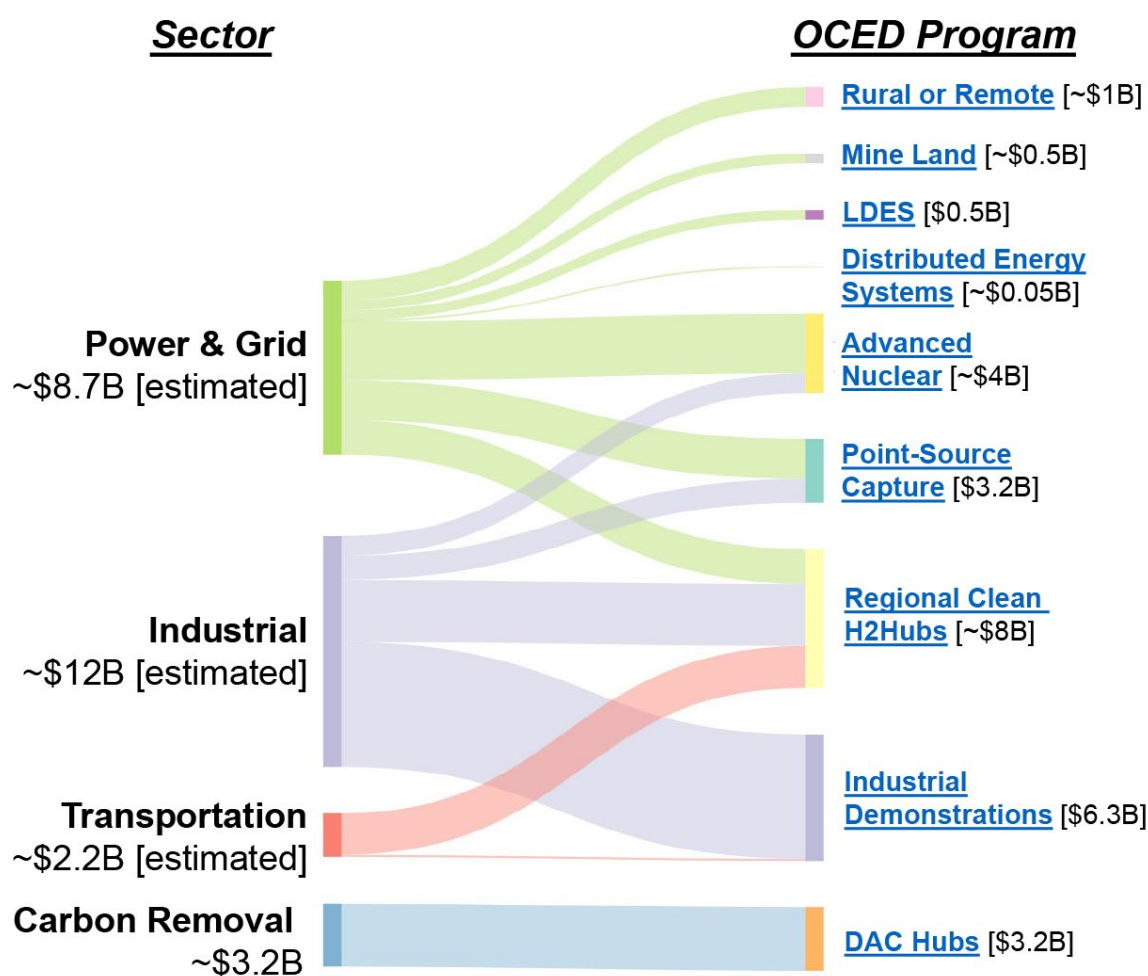 Sector
OCED Program
Rural or Remote [~$1B]
Mine Land [~$0.5B]
LDES [$0.5B]
Distributed Energy
Systems [~$0.05B]
Power & Grid
~$8.7B [estimated]
Advanced
Nuclear [~$4B]
Point-Source
Capture [$3.2B]
Industrial
~$12B [estimated]
Regional Clean
H2Hubs [~$8B]
Transportation
~$2.2B [estimated]
Industrial
Demonstrations [$6.3B]
Carbon Removal
~$3.2B
DAC Hubs [$3.2B]